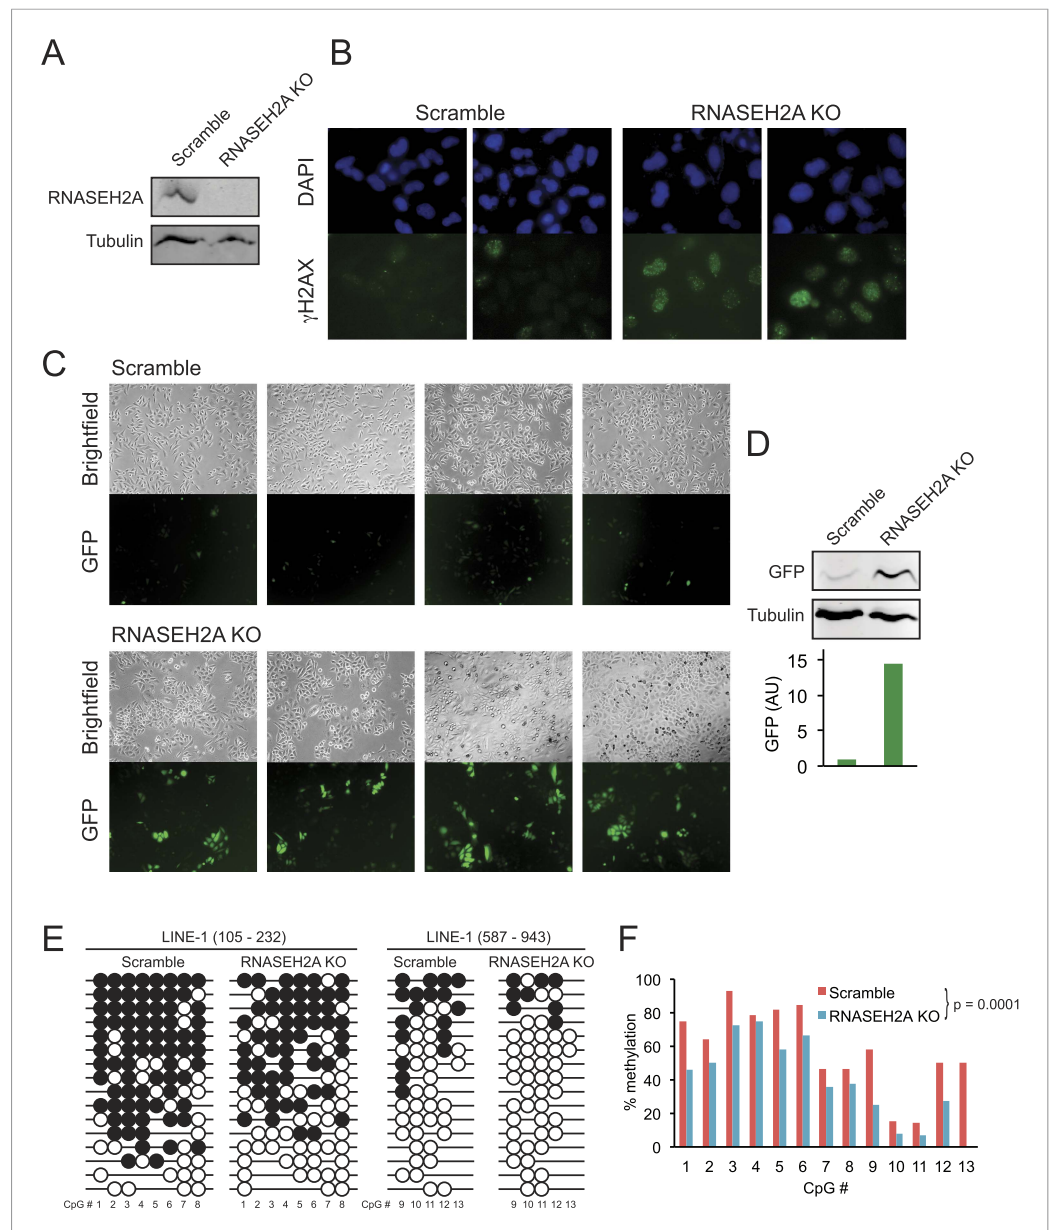 A
Scramble
RNASEH2A KO
RNASEH2A
Tubulin
B
Scramble
RNASEH2A KO
DAPI
γH2AX
C
Scramble
Brightfield
GFP
RNASEH2A KO
Brightfield
GFP
D
Scramble
RNASEH2A KO
GFP
Tubulin
GFP (AU)
15
10
5
0
E
LINE-1 (105 - 232)
LINE-1 (587 - 943)
Scramble
RNASEH2A KO
Scramble
RNASEH2A KO
CpG # 1 2 3 4 5 6 7 8
1 2 3 4 5 6 7 8
CpG # 9 10 11 12 13
9 10 11 12 13
F
% methylation
100
80
60
40
20
0
Scramble
RNASEH2A KO
p = 0.0001
1 2 3 4 5 6 7 8 9 10 11 12 13
CpG #